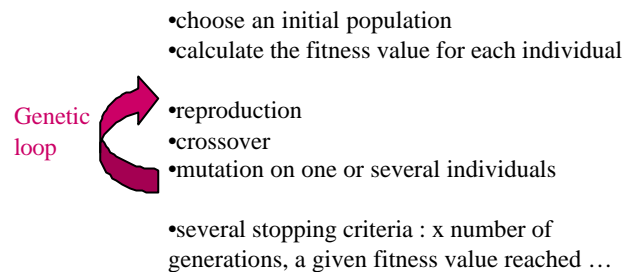 •choose an initial population
•calculate the fitness value for each individual
Genetic
loop
•reproduction
•crossover
•mutation on one or several individuals
•several stopping criteria : x number of
generations, a given fitness value reached …